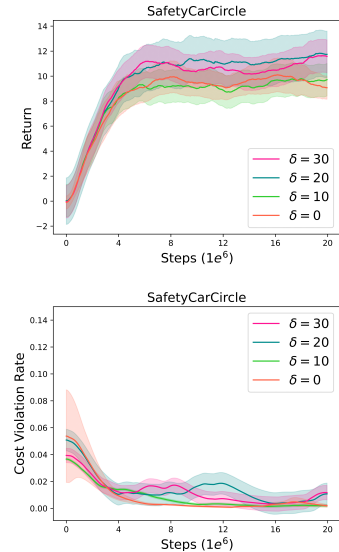 SafetyCarCircle
14
12
10
8
6
4
2
0
−2
Return
δ = 30
δ = 20
δ = 10
δ = 0
0 4 8 12 16 20
Steps (1e⁶)
SafetyCarCircle
0.14
0.12
0.10
0.08
0.06
0.04
0.02
0.00
Cost Violation Rate
δ = 30
δ = 20
δ = 10
δ = 0
0 4 8 12 16 20
Steps (1e⁶)